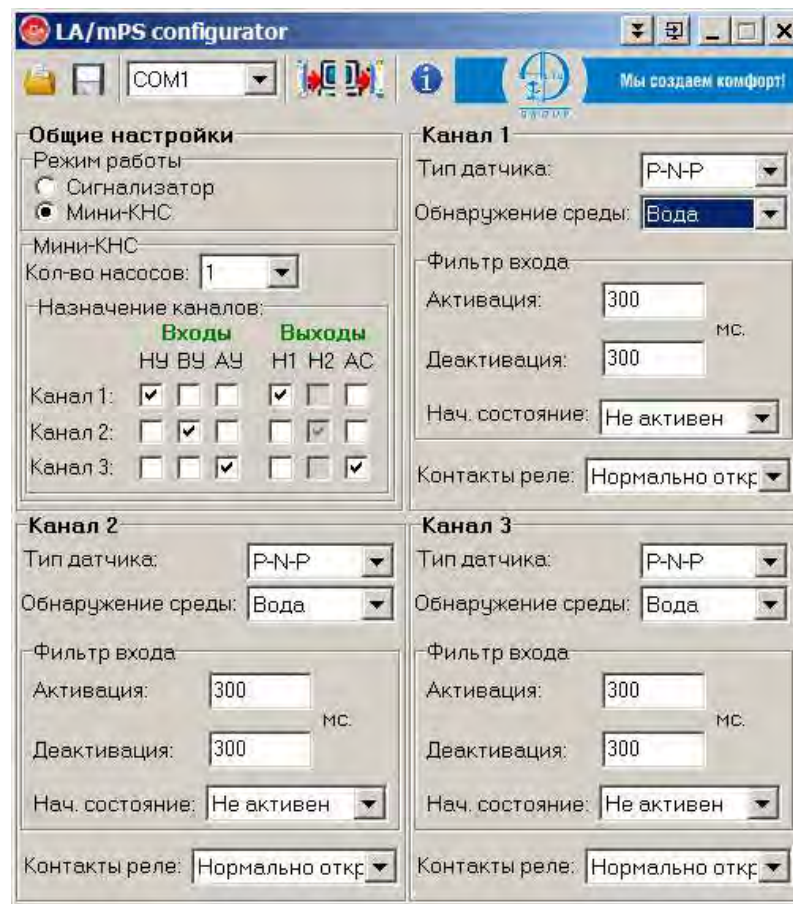 LA/mPS configurator
COM1
Мы создаем комфорт!
GROUP
Общие настройки
Режим работы
Сигнализатор
Мини-КНС
Мини-КНС
Кол-во насосов: 1
Назначение каналов:
Входы Выходы
НУ ВУ АУ Н1 Н2 АС
Канал 1:
Канал 2:
Канал 3:
Канал 1
Тип датчика: P-N-P
Обнаружение среды: Вода
Фильтр входа
Активация: 300
мс.
Деактивация: 300
Нач. состояние: Не активен
Контакты реле: Нормально откр
Канал 2
Тип датчика: P-N-P
Обнаружение среды: Вода
Фильтр входа
Активация: 300
мс.
Деактивация: 300
Нач. состояние: Не активен
Контакты реле: Нормально откр
Канал 3
Тип датчика: P-N-P
Обнаружение среды: Вода
Фильтр входа
Активация: 300
мс.
Деактивация: 300
Нач. состояние: Не активен
Контакты реле: Нормально откр